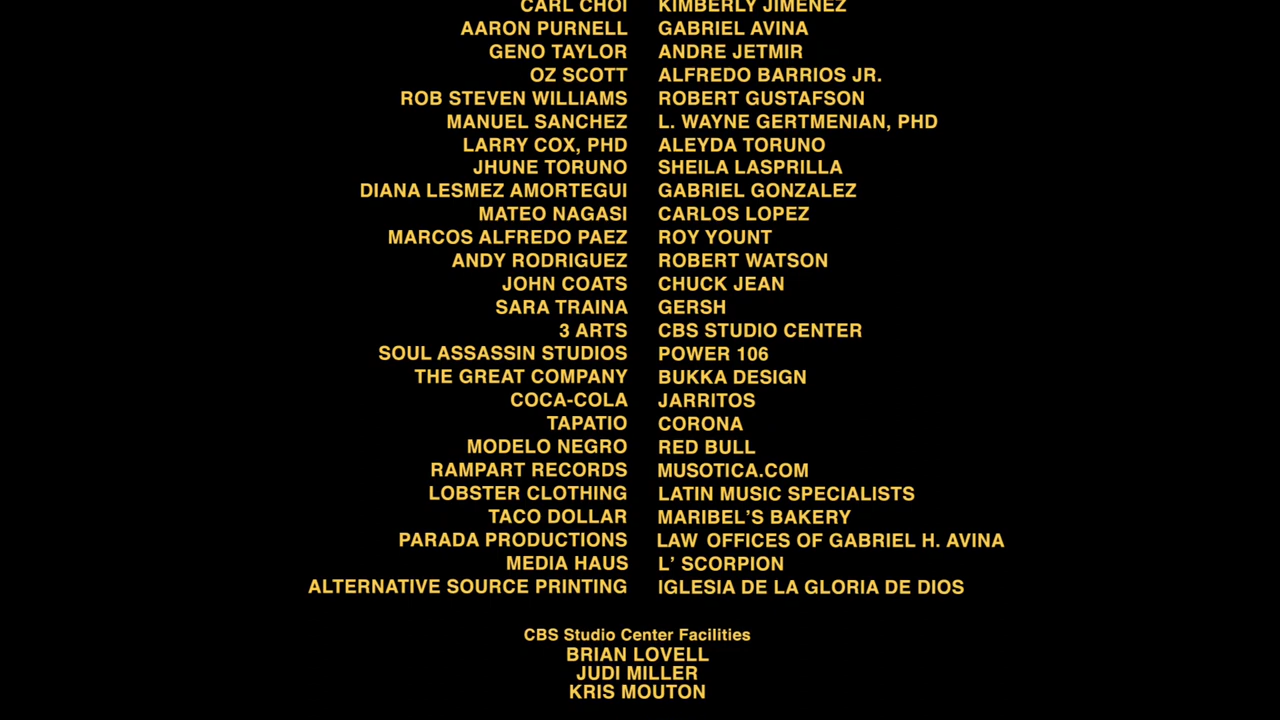 CARL CHOI KIMBERLY JIMENEZ
AARON PURNELL GABRIEL AVINA
GENO TAYLOR ANDRE JETMIR
OZ SCOTT ALFREDO BARRIOS JR.
ROB STEVEN WILLIAMS ROBERT GUSTAFSON
MANUEL SANCHEZ L. WAYNE GERTMENIAN, PHD
LARRY COX, PHD ALEYDA TORUNO
JHUNE TORUNO SHEILA LASPRILLA
DIANA LESMEZ AMORTEGUI GABRIEL GONZALEZ
MATEO NAGASI CARLOS LOPEZ
MARCOS ALFREDO PAEZ ROY YOUNT
ANDY RODRIGUEZ ROBERT WATSON
JOHN COATS CHUCK JEAN
SARA TRAINA GERSH
3 ARTS CBS STUDIO CENTER
SOUL ASSASSIN STUDIOS POWER 106
THE GREAT COMPANY BUKKA DESIGN
COCA-COLA JARRITOS
TAPATIO CORONA
MODELO NEGRO RED BULL
RAMPART RECORDS MUSOTICA.COM
LOBSTER CLOTHING LATIN MUSIC SPECIALISTS
TACO DOLLAR MARIBEL'S BAKERY
PARADA PRODUCTIONS LAW OFFICES OF GABRIEL H. AVINA
MEDIA HAUS L' SCORPION
ALTERNATIVE SOURCE PRINTING IGLESIA DE LA GLORIA DE DIOS
CBS Studio Center Facilities
BRIAN LOVELL
JUDI MILLER
KRIS MOUTON